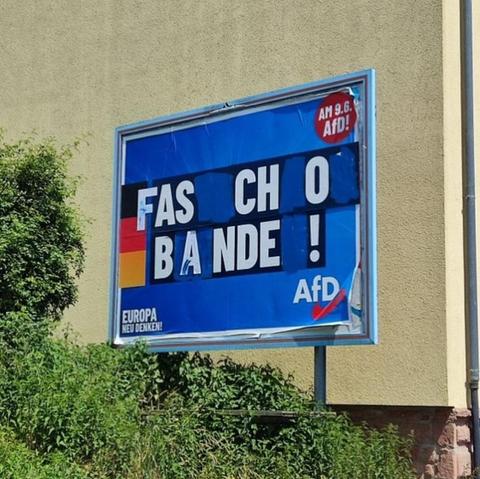 AM 9.6.
AfD!
FAS CH O
BANDE !
AfD
EUROPA
NEU DENKEN!